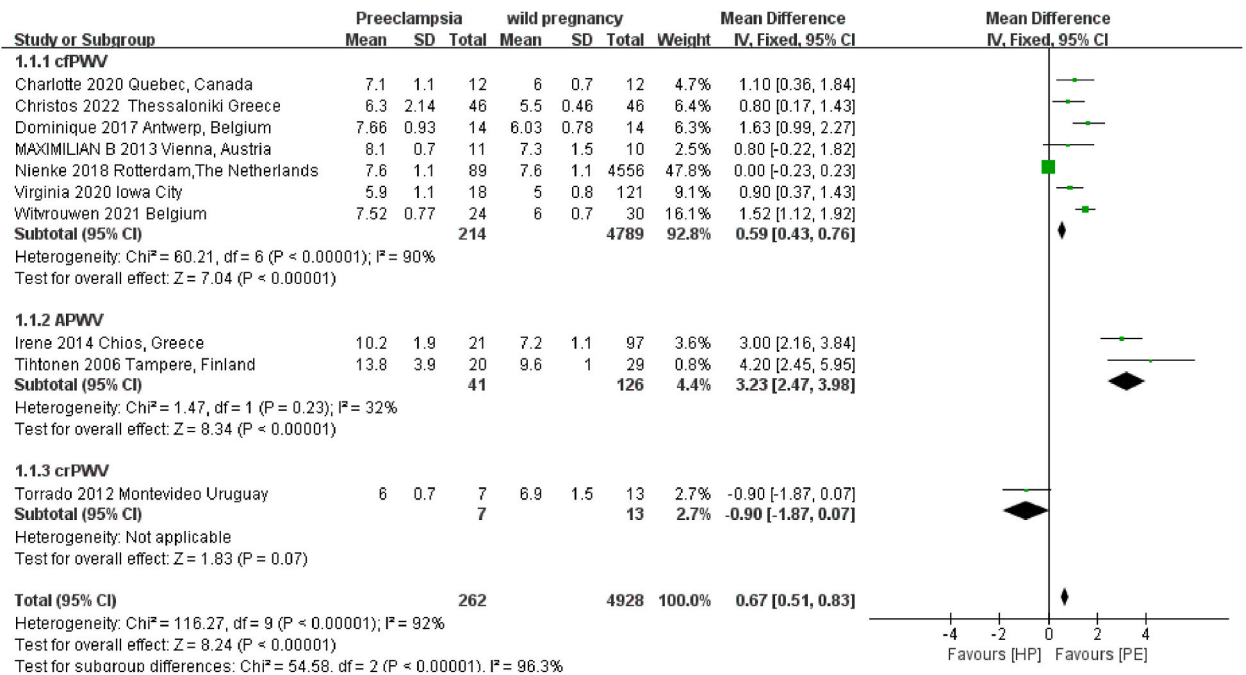 Preeclampsia wild pregnancy Mean Difference Mean Difference
Study or Subgroup Mean SD Total Mean SD Total Weight IV, Fixed, 95% CI IV, Fixed, 95% CI
1.1.1 cfPWV
Charlotte 2020 Quebec, Canada 7.1 1.1 12 6 0.7 12 4.7% 1.10 [0.36, 1.84]
Christos 2022 Thessaloniki Greece 6.3 2.14 46 5.5 0.46 46 6.4% 0.80 [0.17, 1.43]
Dominique 2017 Antwerp, Belgium 7.66 0.93 14 6.03 0.78 14 6.3% 1.63 [0.99, 2.27]
MAXIMILIAN B 2013 Vienna, Austria 8.1 0.7 11 7.3 1.5 10 2.5% 0.80 [-0.22, 1.82]
Nienke 2018 Rotterdam,The Netherlands 7.6 1.1 89 7.6 1.1 4556 47.8% 0.00 [-0.23, 0.23]
Virginia 2020 Iowa City 5.9 1.1 18 5 0.8 121 9.1% 0.90 [0.37, 1.43]
Witvrouwen 2021 Belgium 7.52 0.77 24 6 0.7 30 16.1% 1.52 [1.12, 1.92]
Subtotal (95% CI) 214 4789 92.8% 0.59 [0.43, 0.76]
Heterogeneity: Chi² = 60.21, df = 6 (P < 0.00001); I² = 90%
Test for overall effect: Z = 7.04 (P < 0.00001)
1.1.2 APWV
Irene 2014 Chios, Greece 10.2 1.9 21 7.2 1.1 97 3.6% 3.00 [2.16, 3.84]
Tihtonen 2006 Tampere, Finland 13.8 3.9 20 9.6 1 29 0.8% 4.20 [2.45, 5.95]
Subtotal (95% CI) 41 126 4.4% 3.23 [2.47, 3.98]
Heterogeneity: Chi² = 1.47, df = 1 (P = 0.23); I² = 32%
Test for overall effect: Z = 8.34 (P < 0.00001)
1.1.3 crPWV
Torrado 2012 Montevideo Uruguay 6 0.7 7 6.9 1.5 13 2.7% -0.90 [-1.87, 0.07]
Subtotal (95% CI) 7 13 2.7% -0.90 [-1.87, 0.07]
Heterogeneity: Not applicable
Test for overall effect: Z = 1.83 (P = 0.07)
Total (95% CI) 262 4928 100.0% 0.67 [0.51, 0.83]
Heterogeneity: Chi² = 116.27, df = 9 (P < 0.00001); I² = 92%
Test for overall effect: Z = 8.24 (P < 0.00001)
Test for subgroup differences: Chi² = 54.58, df = 2 (P < 0.00001), I² = 96.3%
-4 -2 0 2 4
Favours [HP] Favours [PE]